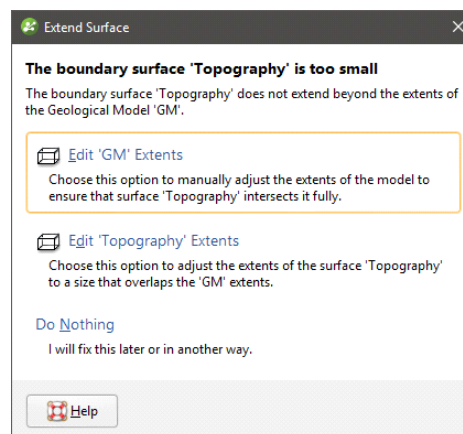 Extend Surface
The boundary surface 'Topography' is too small
The boundary surface 'Topography' does not extend beyond the extents of
the Geological Model 'GM'.
Edit 'GM' Extents
Choose this option to manually adjust the extents of the model to
ensure that surface 'Topography' intersects it fully.
Edit 'Topography' Extents
Choose this option to adjust the extents of the surface 'Topography'
to a size that overlaps the 'GM' extents.
Do Nothing
I will fix this later or in another way.
Help